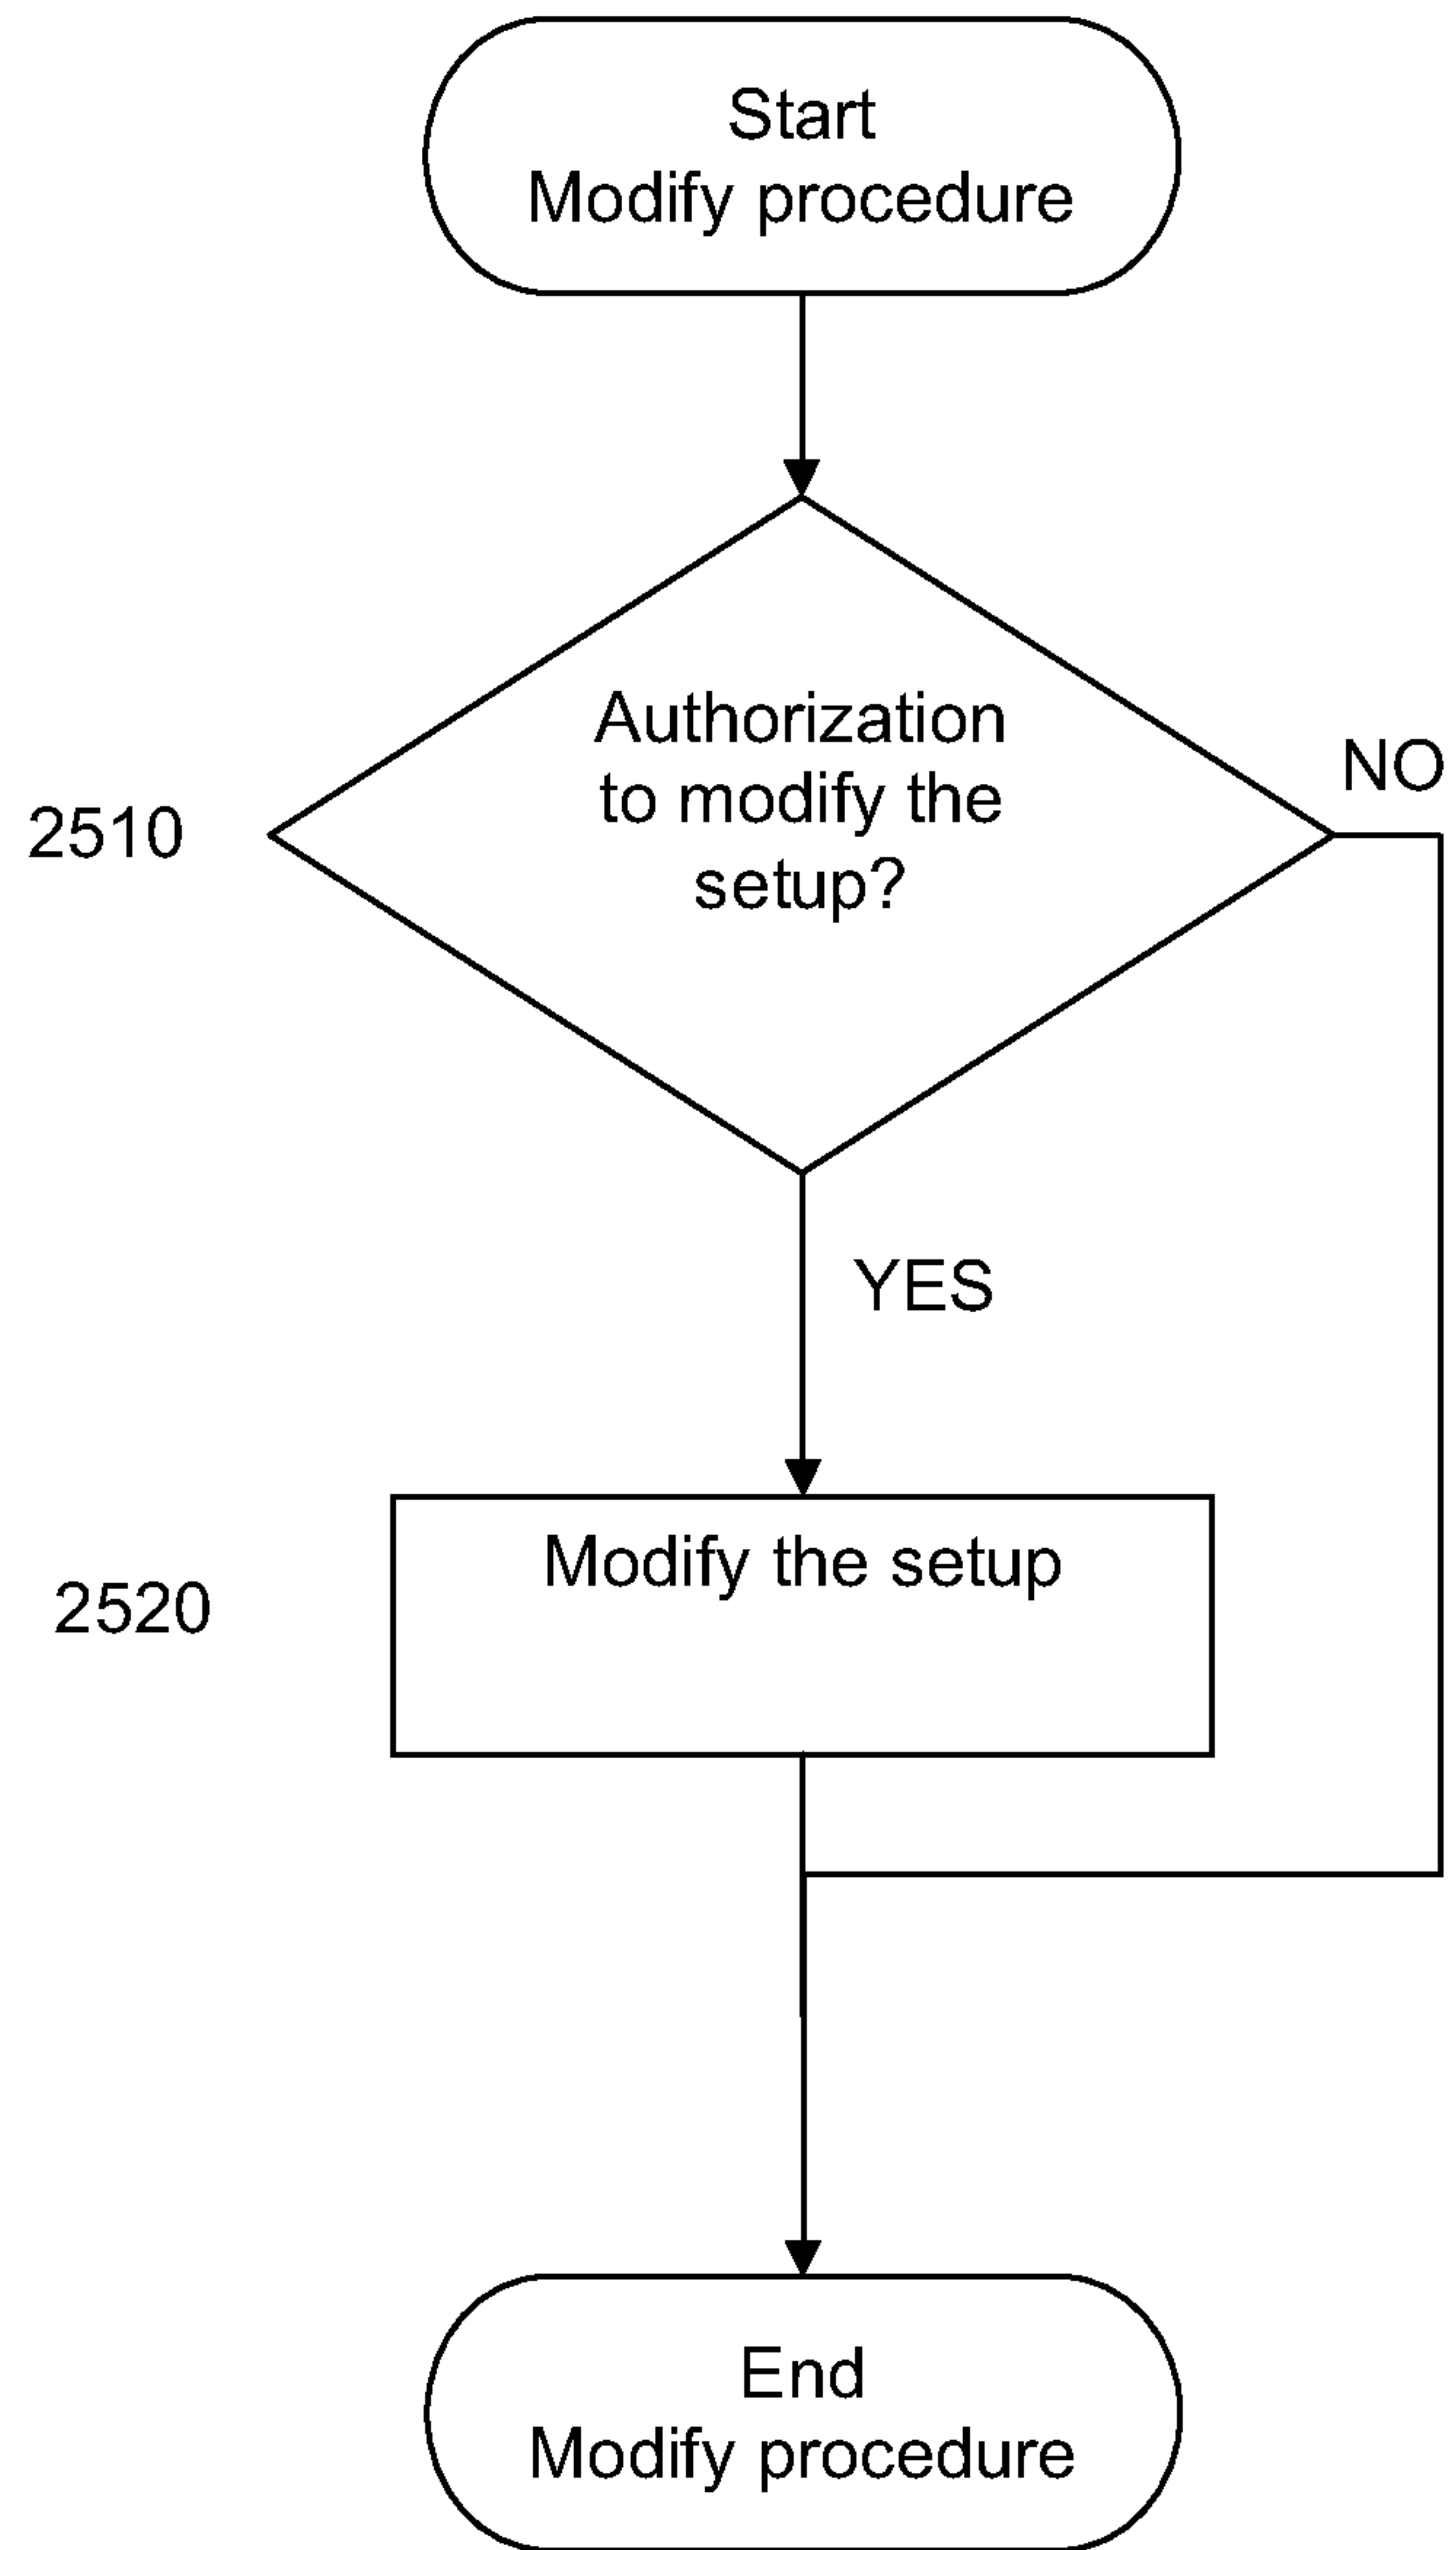 Start
Modify procedure
Authorization
to modify the
setup?
NO
2510
YES
Modify the setup
2520
End
Modify procedure